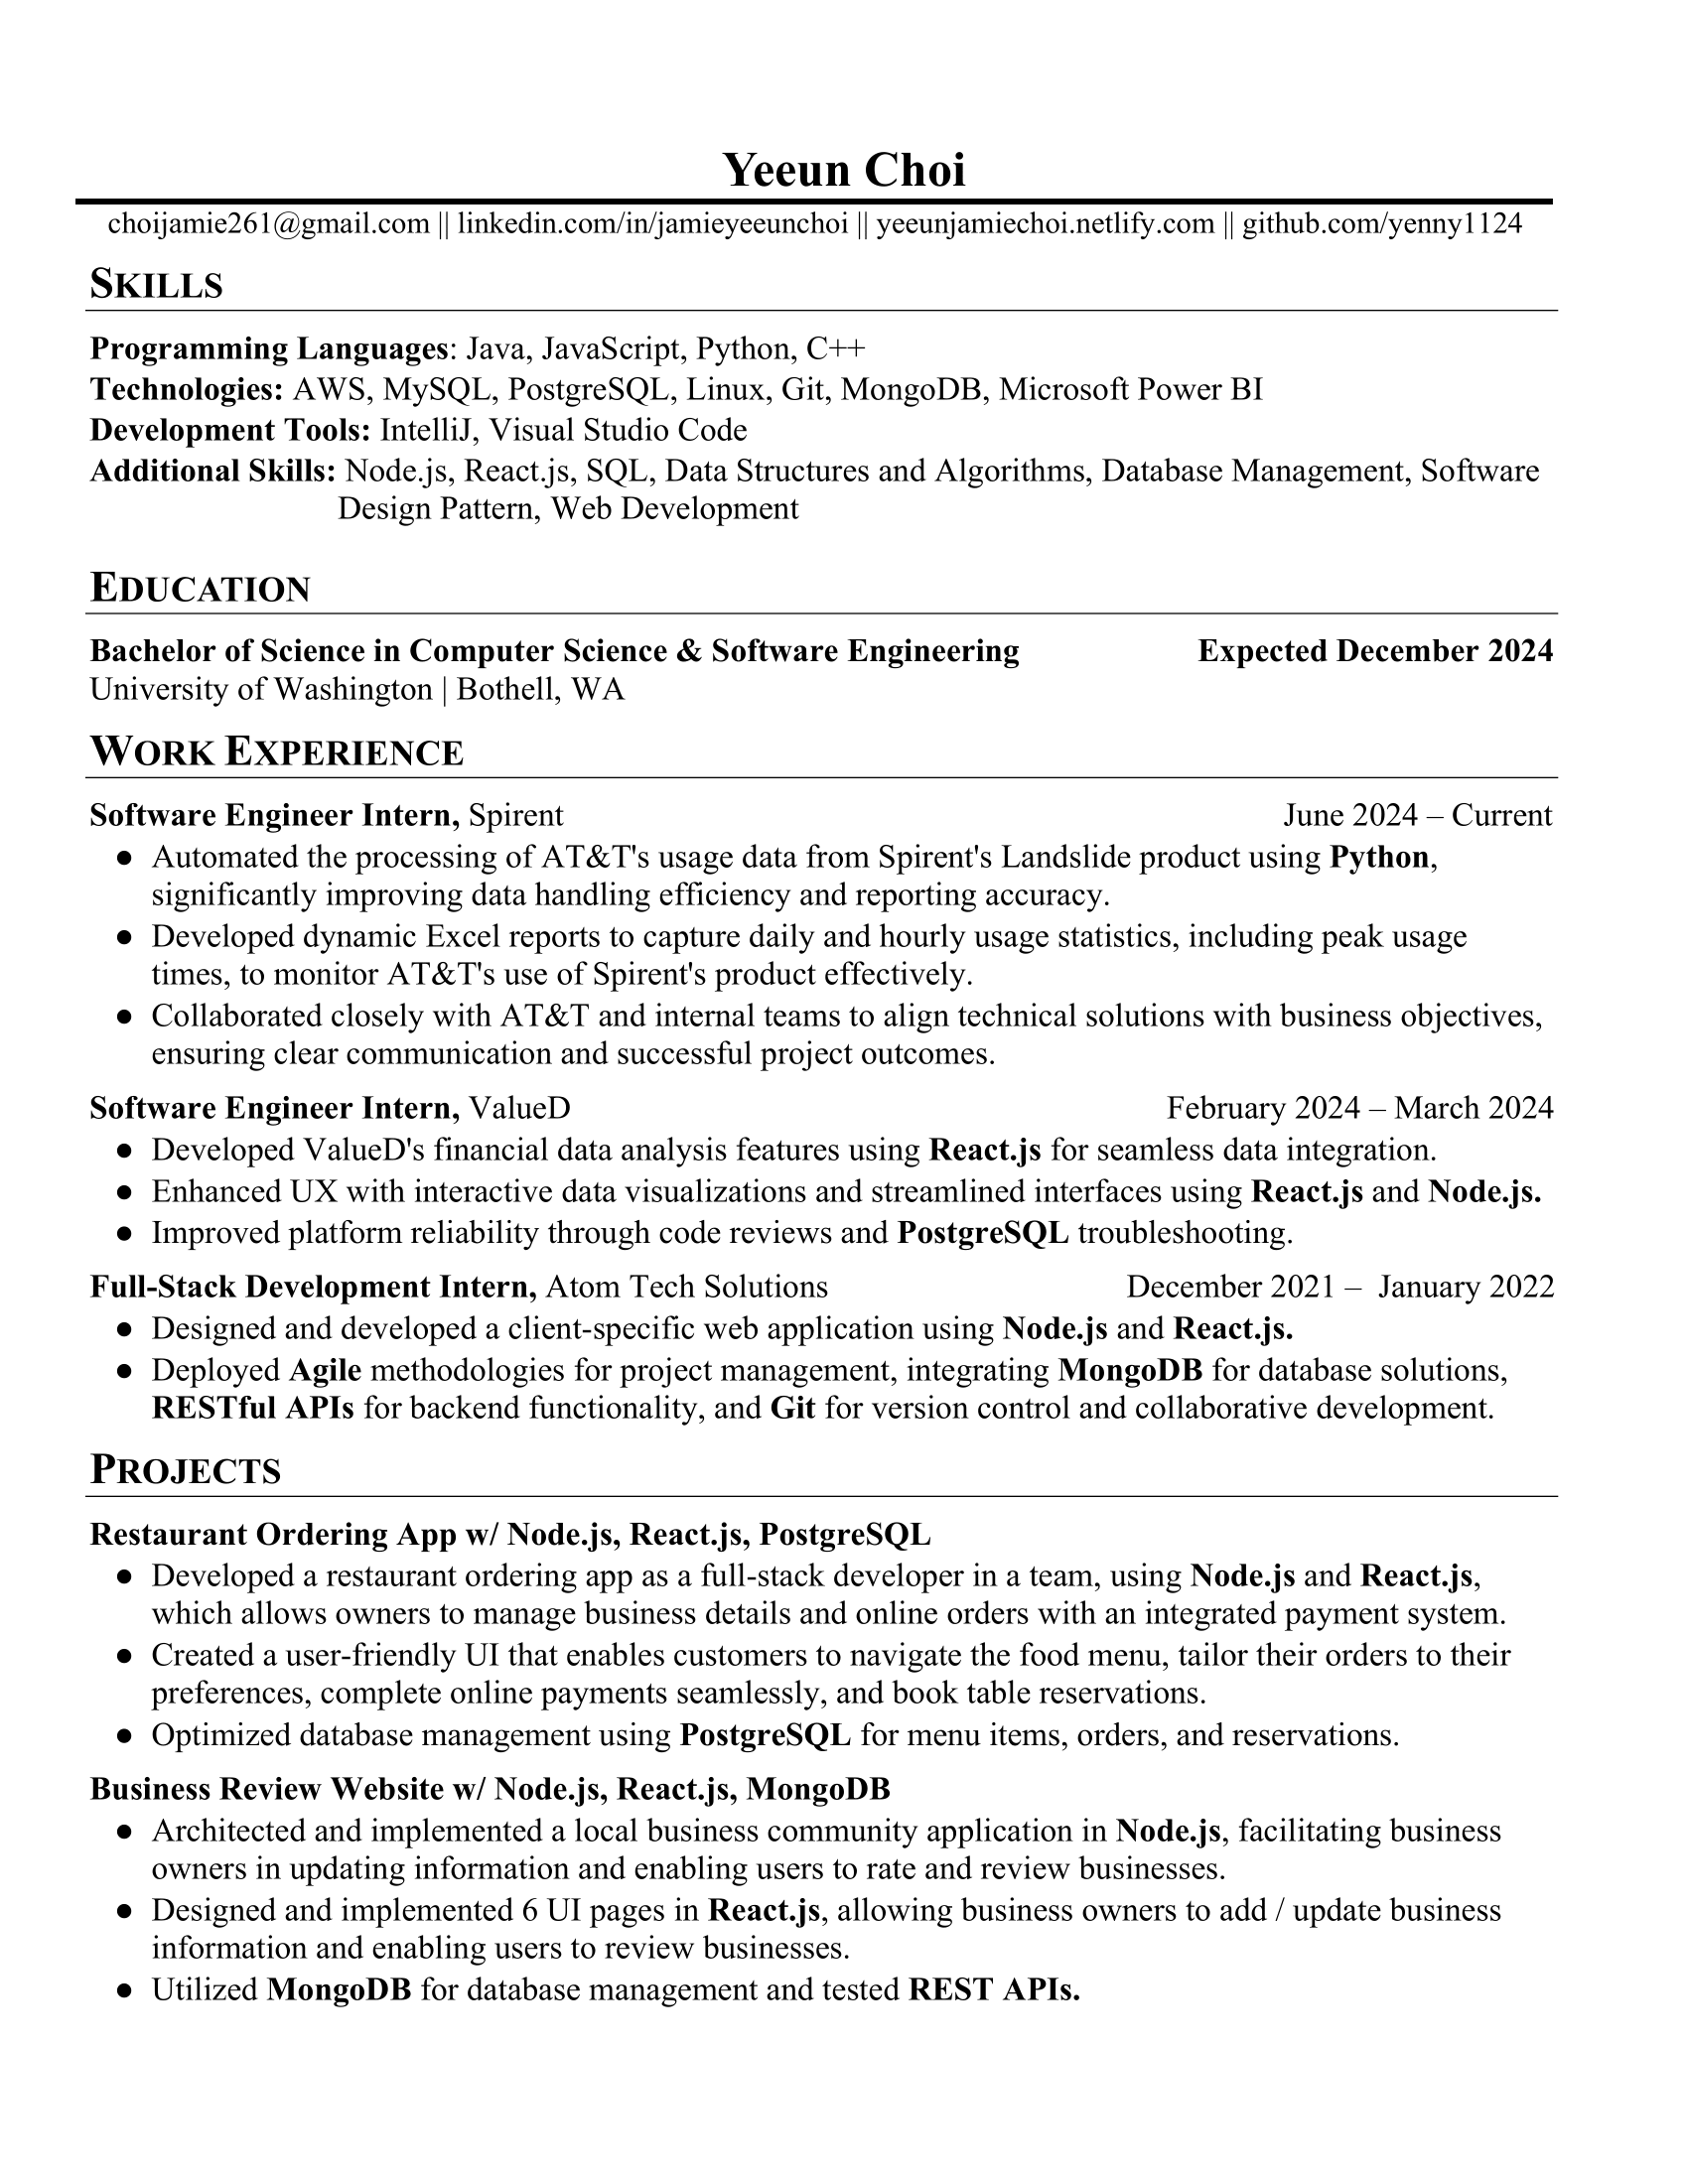 Yeeun Choi
choijamie261@gmail.com || linkedin.com/in/jamieyeeunchoi || yeeunjamiechoi.netlify.com || github.com/yenny1124
SKILLS
Programming Languages: Java, JavaScript, Python, C++
Technologies: AWS, MySQL, PostgreSQL, Linux, Git, MongoDB, Microsoft Power BI
Development Tools: IntelliJ, Visual Studio Code
Additional Skills: Node.js, React.js, SQL, Data Structures and Algorithms, Database Management, Software
Design Pattern, Web Development
EDUCATION
Bachelor of Science in Computer Science & Software Engineering Expected December 2024
University of Washington | Bothell, WA
WORK EXPERIENCE
Software Engineer Intern, Spirent June 2024 – Current
● Automated the processing of AT&T's usage data from Spirent's Landslide product using Python,
significantly improving data handling efficiency and reporting accuracy.
● Developed dynamic Excel reports to capture daily and hourly usage statistics, including peak usage
times, to monitor AT&T's use of Spirent's product effectively.
● Collaborated closely with AT&T and internal teams to align technical solutions with business objectives,
ensuring clear communication and successful project outcomes.
Software Engineer Intern, ValueD February 2024 – March 2024
● Developed ValueD's financial data analysis features using React.js for seamless data integration.
● Enhanced UX with interactive data visualizations and streamlined interfaces using React.js and Node.js.
● Improved platform reliability through code reviews and PostgreSQL troubleshooting.
Full-Stack Development Intern, Atom Tech Solutions December 2021 – January 2022
● Designed and developed a client-specific web application using Node.js and React.js.
● Deployed Agile methodologies for project management, integrating MongoDB for database solutions,
RESTful APIs for backend functionality, and Git for version control and collaborative development.
PROJECTS
Restaurant Ordering App w/ Node.js, React.js, PostgreSQL
● Developed a restaurant ordering app as a full-stack developer in a team, using Node.js and React.js,
which allows owners to manage business details and online orders with an integrated payment system.
● Created a user-friendly UI that enables customers to navigate the food menu, tailor their orders to their
preferences, complete online payments seamlessly, and book table reservations.
● Optimized database management using PostgreSQL for menu items, orders, and reservations.
Business Review Website w/ Node.js, React.js, MongoDB
● Architected and implemented a local business community application in Node.js, facilitating business
owners in updating information and enabling users to rate and review businesses.
● Designed and implemented 6 UI pages in React.js, allowing business owners to add / update business
information and enabling users to review businesses.
● Utilized MongoDB for database management and tested REST APIs.